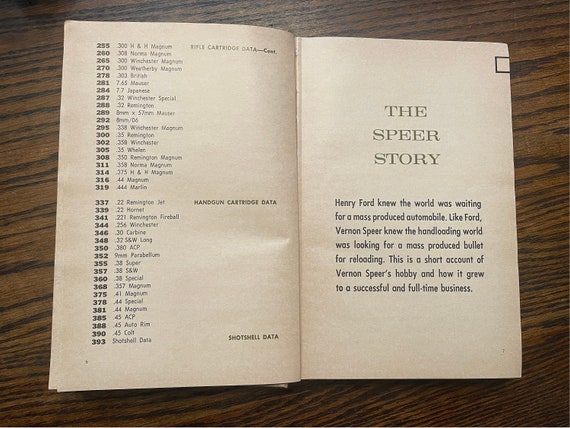 RIFLE CARTRIDGE DATA—Cont.
255 .300 H & H Magnum
260 .308 Norma Magnum
265 .300 Winchester Magnum
270 .300 Weatherby Magnum
278 .303 British
281 7.65 Mauser
284 7.7 Japanese
287 .32 Winchester Special
288 .32 Remington
289 8mm x 57mm Mauser
292 8mm/06
295 .338 Winchester Magnum
300 .35 Remington
302 .358 Winchester
305 .35 Whelen
308 .350 Remington Magnum
311 .358 Norma Magnum
314 .375 H & H Magnum
316 .44 Magnum
319 .444 Marlin
HANDGUN CARTRIDGE DATA
337 .22 Remington Jet
339 .22 Hornet
341 .221 Remington Fireball
344 .256 Winchester
346 .30 Carbine
348 .32 S&W Long
350 .380 ACP
352 9mm Parabellum
355 .38 Super
357 .38 S&W
360 .38 Special
368 .357 Magnum
375 .41 Magnum
378 .44 Special
381 .44 Magnum
385 .45 ACP
388 .45 Auto Rim
390 .45 Colt
SHOTSHELL DATA
393 Shotshell Data
6
THE
SPEER
STORY
Henry Ford knew the world was waiting
for a mass produced automobile. Like Ford,
Vernon Speer knew the handloading world
was looking for a mass produced bullet
for reloading. This is a short account of
Vernon Speer's hobby and how it grew
to a successful and full-time business.
7